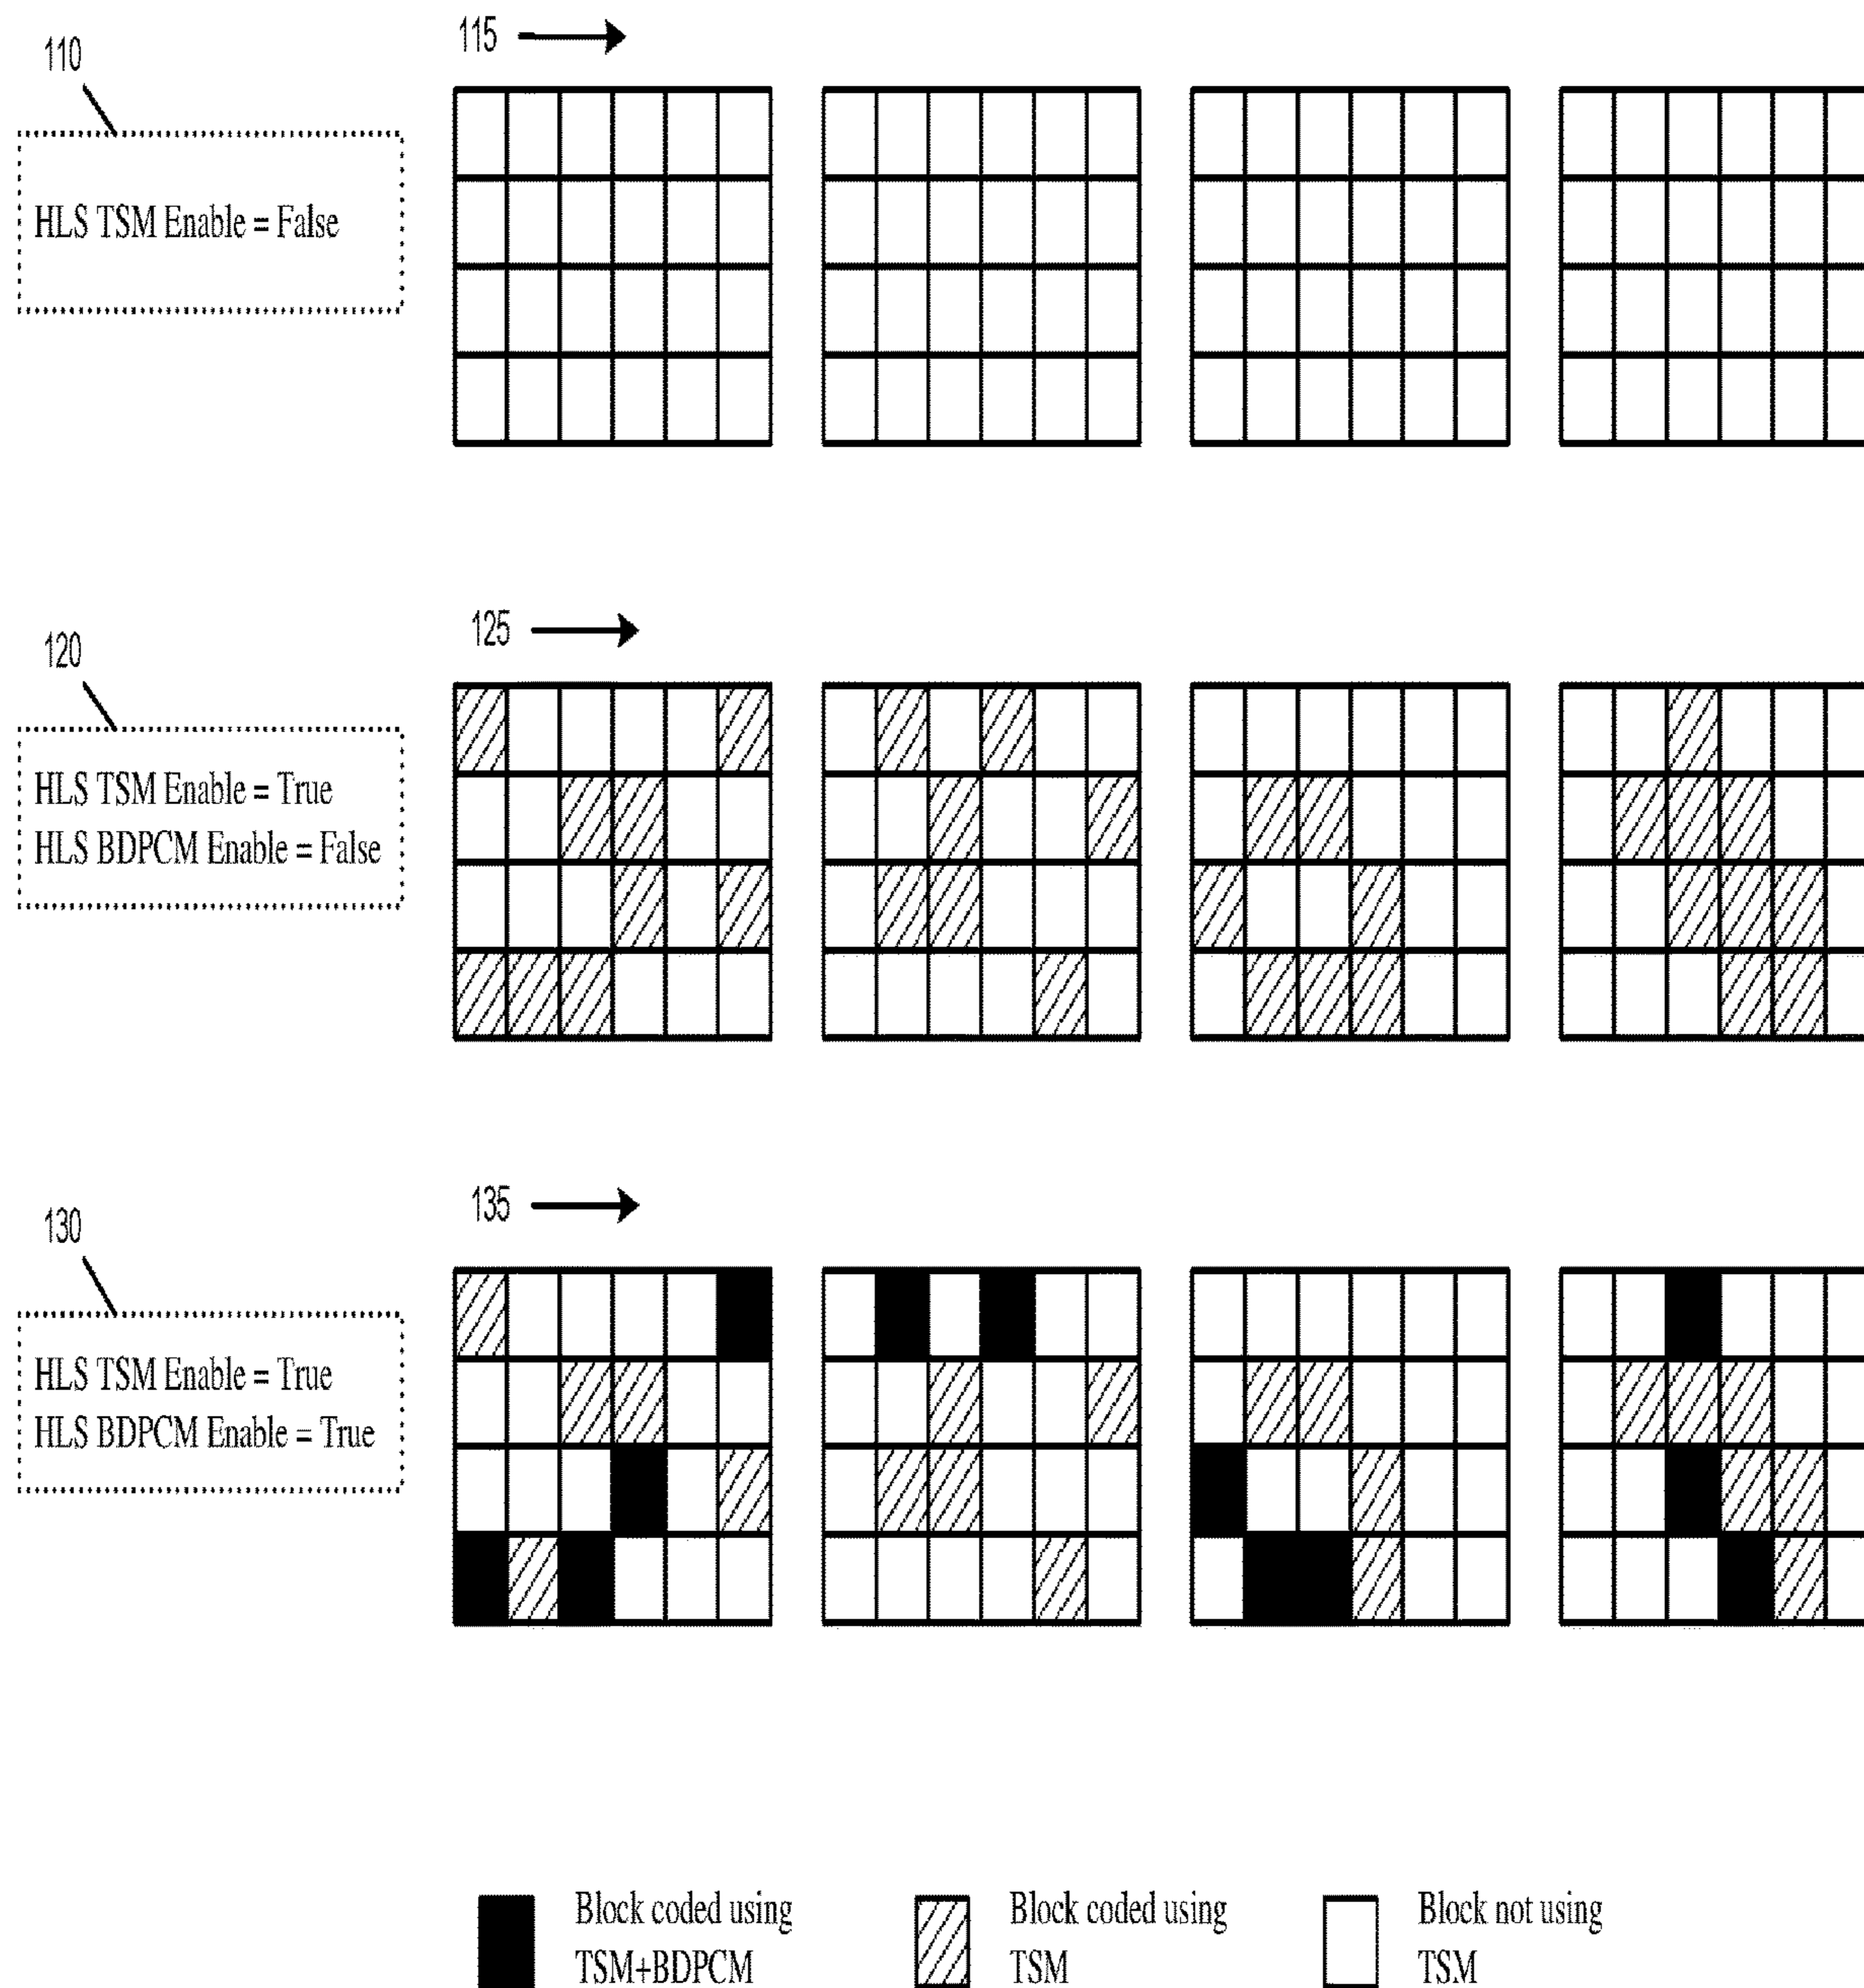 110
115
HLS TSM Enable = False
120
125
HLS TSM Enable = True
HLS BDPCM Enable = False
130
135
HLS TSM Enable = True
HLS BDPCM Enable = True
Block coded using
TSM+BDPCM
Block coded using
TSM
Block not using
TSM